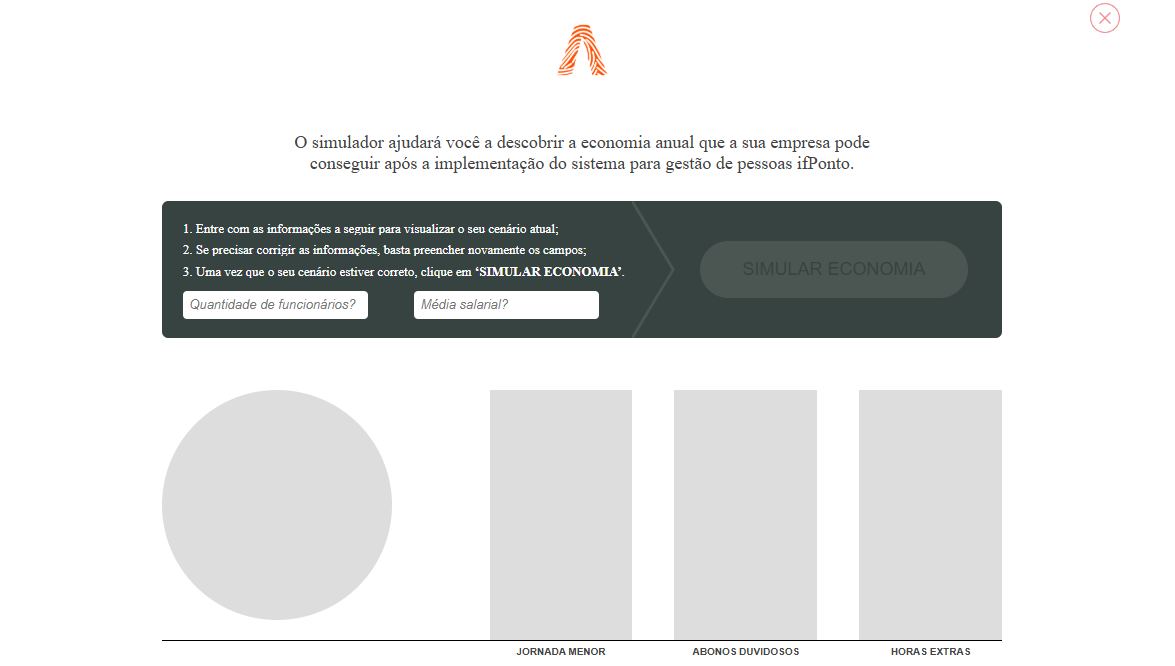 O simulador ajudará você a descobrir a economia anual que a sua empresa pode
conseguir após a implementação do sistema para gestão de pessoas ifPonto.
1. Entre com as informações a seguir para visualizar o seu cenário atual;
2. Se precisar corrigir as informações, basta preencher novamente os campos;
3. Uma vez que o seu cenário estiver correto, clique em ‘SIMULAR ECONOMIA’.
Quantidade de funcionários? Média salarial?
SIMULAR ECONOMIA
JORNADA MENOR ABONOS DUVIDOSOS HORAS EXTRAS